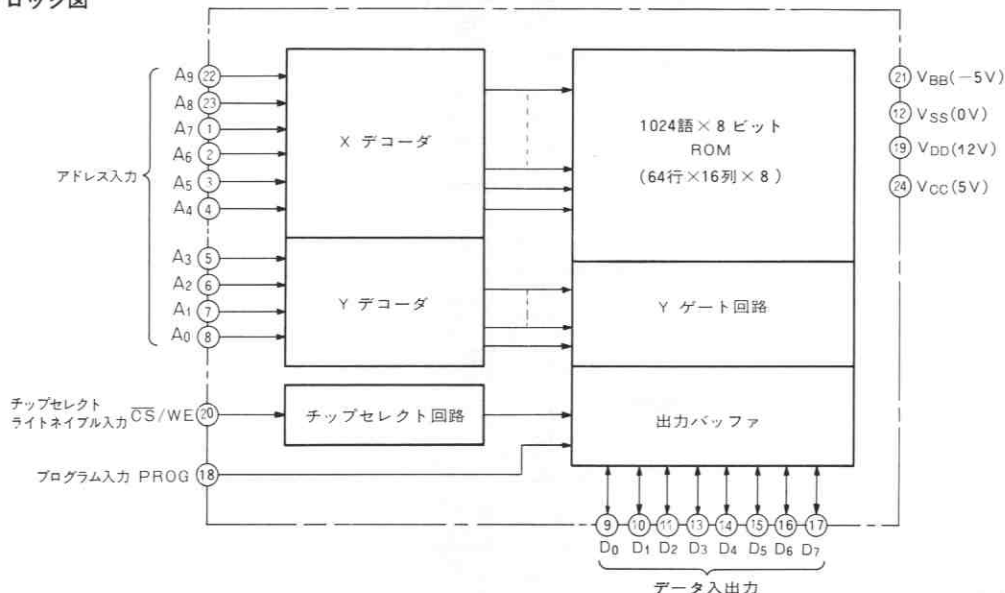 ロック図
A9 22
A8 23
A7 1
A6 2
A5 3
A4 4
A3 5
A2 6
A1 7
A0 8
アドレス入力
X デコーダ
Y デコーダ
1024語×8 ビット
ROM
(64行×16列×8)
Y ゲート回路
出力バッファ
21 VBB(−5V)
12 VSS(0V)
19 VDD(12V)
24 VCC(5V)
チップセレクト
ライトネイブル入力 C̅S̅/WE 20
チップセレクト回路
プログラム入力 PROG 18
9 10 11 13 14 15 16 17
D0 D1 D2 D3 D4 D5 D6 D7
データ入出力